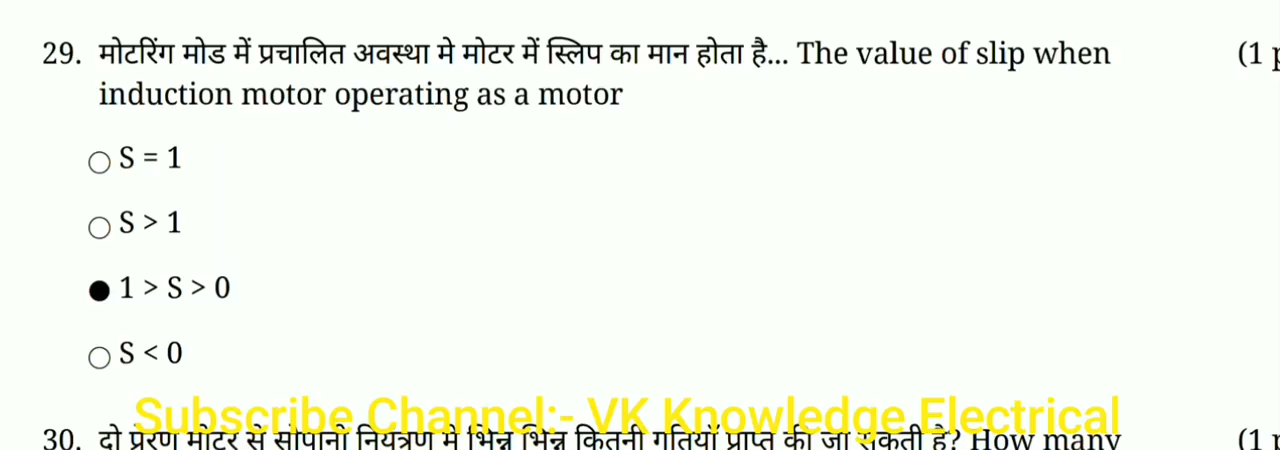 29. मोटरिंग मोड में प्रचालित अवस्था मे मोटर में स्लिप का मान होता है... The value of slip when (1 p
induction motor operating as a motor
S = 1
S > 1
1 > S > 0
S < 0
Subscribe Channel:- VK Knowledge Electrical
30. दो प्रेरण मोटर से सोपानी नियंत्रण मे भिन्न भिन्न कितनी गतियाँ प्राप्त की जा सकती है? How many (1 p